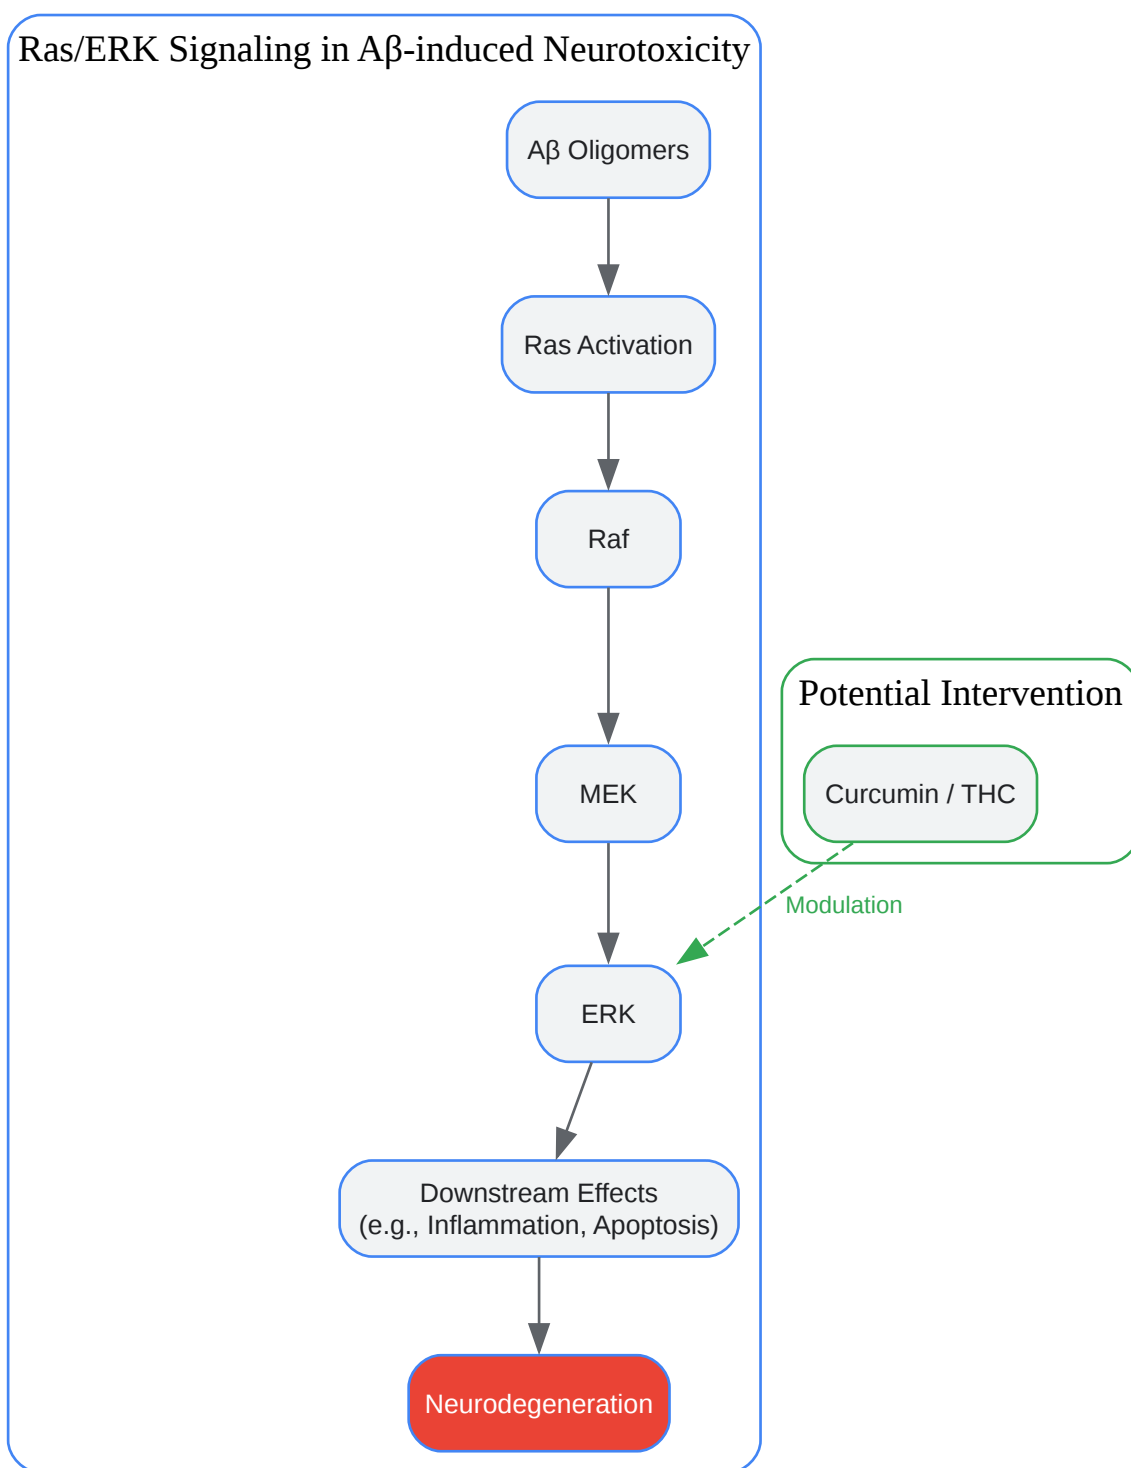 Ras/ERK Signaling in Aβ-induced Neurotoxicity
Aβ Oligomers
Ras Activation
Raf
Potential Intervention
MEK
Curcumin / THC
Modulation
ERK
Downstream Effects
(e.g., Inflammation, Apoptosis)
Neurodegeneration